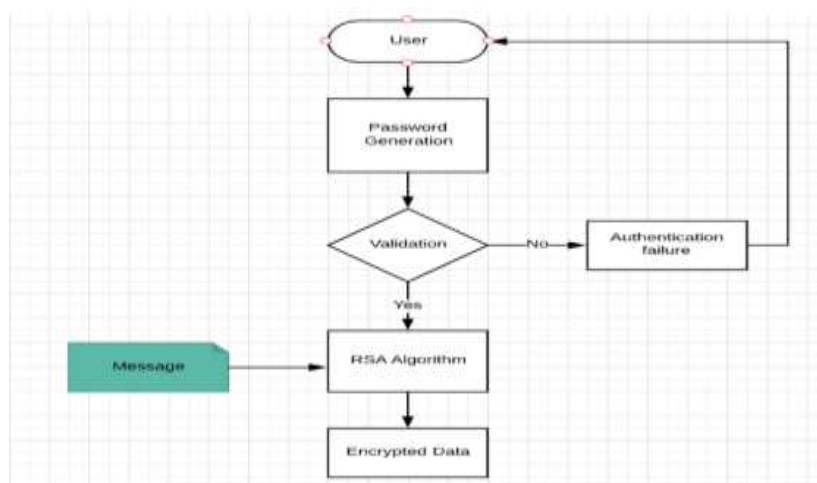 User
Password
Generation
Validation
No
Authentication
failure
Yes
Message
RSA Algorithm
Encrypted Data